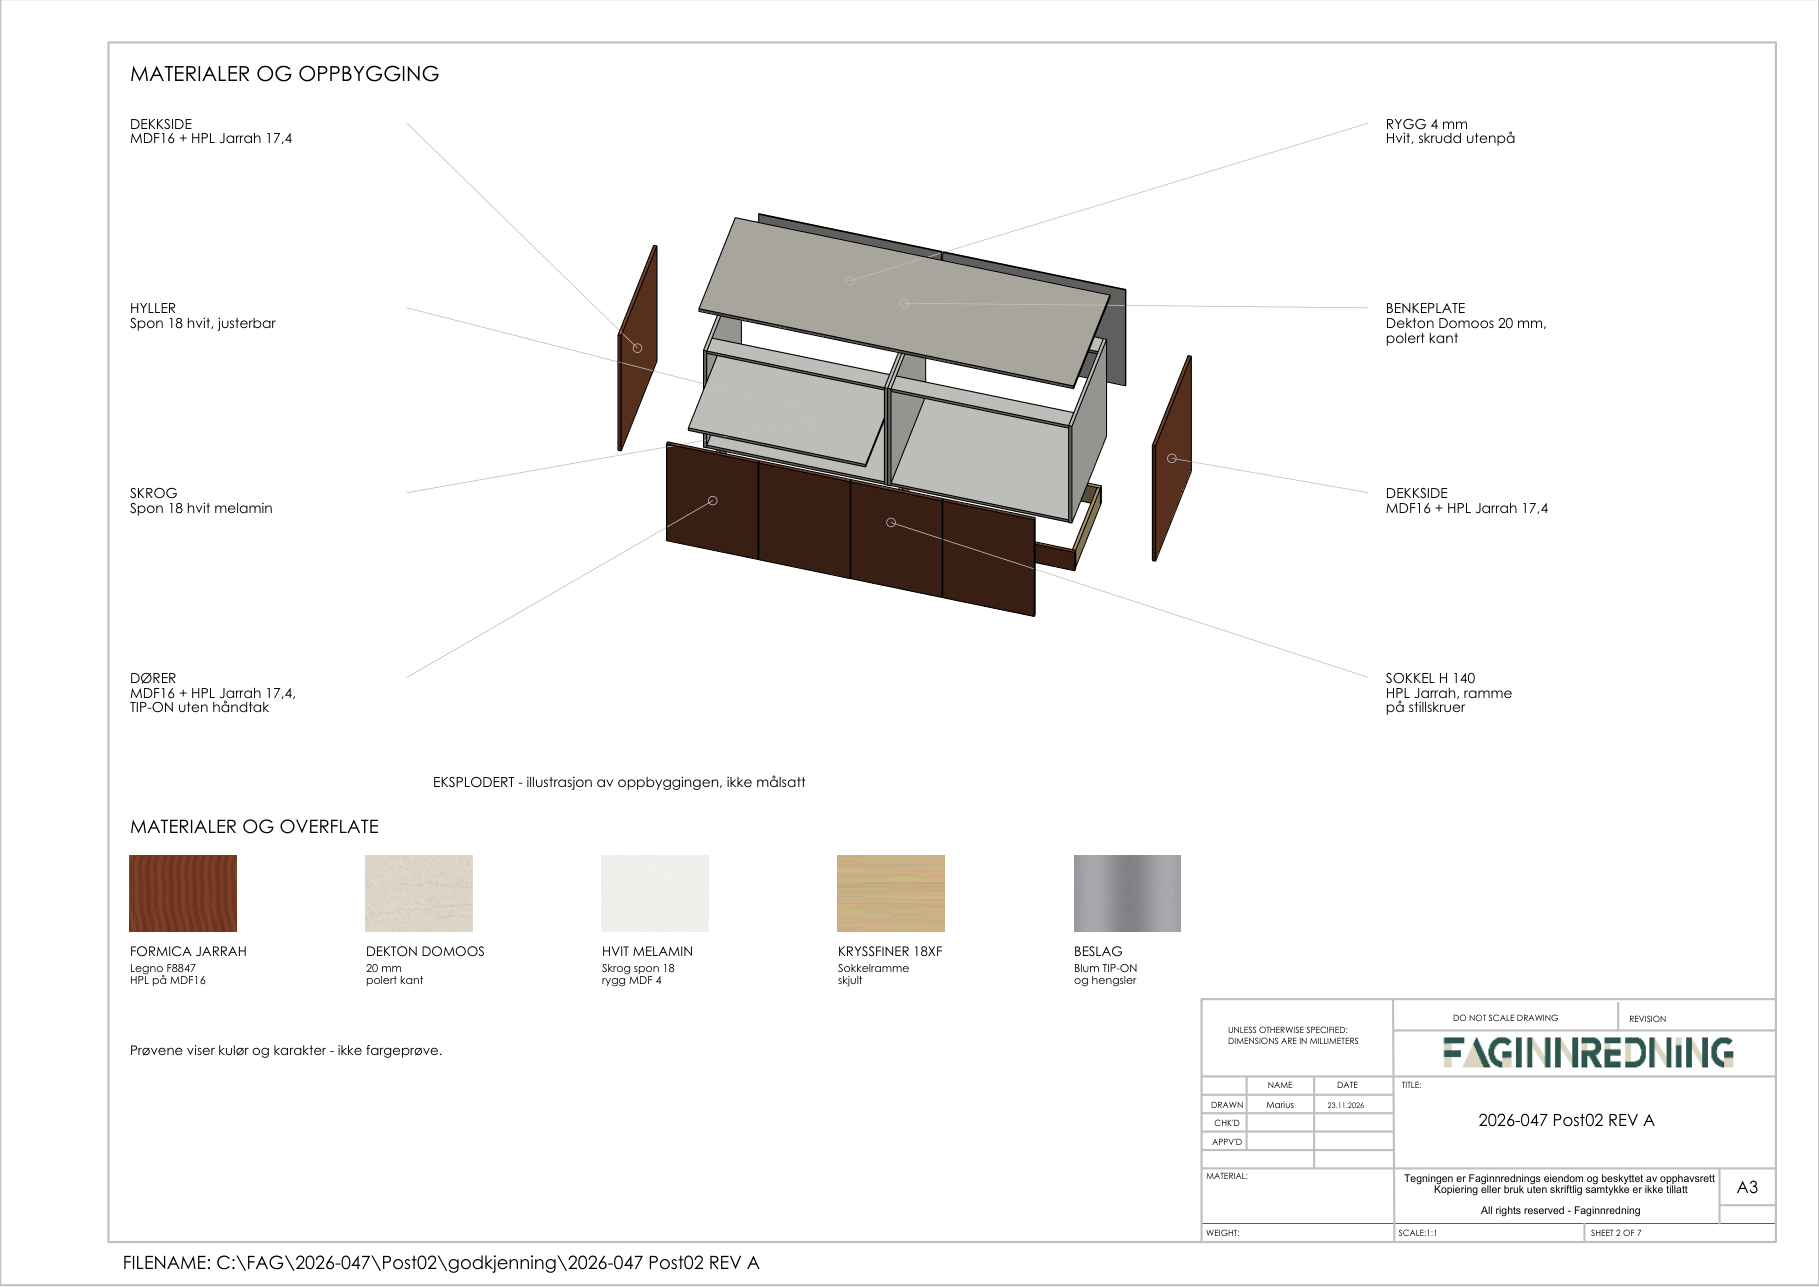 MATERIALER OG OPPBYGGING
DEKKSIDE
MDF16 + HPL Jarrah 17,4
RYGG 4 mm
Hvit, skrudd utenpå
HYLLER
Spon 18 hvit, justerbar
BENKEPLATE
Dekton Domoos 20 mm,
polert kant
SKROG
Spon 18 hvit melamin
DEKKSIDE
MDF16 + HPL Jarrah 17,4
DØRER
MDF16 + HPL Jarrah 17,4,
TIP-ON uten håndtak
SOKKEL H 140
HPL Jarrah, ramme
på stillskruer
EKSPLODERT - illustrasjon av oppbyggingen, ikke målsatt
MATERIALER OG OVERFLATE
FORMICA JARRAH
Legno F8847
HPL på MDF16
DEKTON DOMOOS
20 mm
polert kant
HVIT MELAMIN
Skrog spon 18
rygg MDF 4
KRYSSFINER 18XF
Sokkelramme
skjult
BESLAG
Blum TIP-ON
og hengsler
Prøvene viser kulør og karakter - ikke fargeprøve.
UNLESS OTHERWISE SPECIFIED:
DIMENSIONS ARE IN MILLIMETERS
DO NOT SCALE DRAWING
REVISION
FAGINNREDNING
NAME
DATE
DRAWN
Marius
23.11.2026
CHK'D
APPV'D
TITLE:
2026-047 Post02 REV A
MATERIAL:
Tegningen er Faginnrednings eiendom og beskyttet av opphavsrett
Kopiering eller bruk uten skriftlig samtykke er ikke tillatt
All rights reserved - Faginnredning
A3
WEIGHT:
SCALE:1:1
SHEET 2 OF 7
FILENAME: C:\FAG\2026-047\Post02\godkjenning\2026-047 Post02 REV A